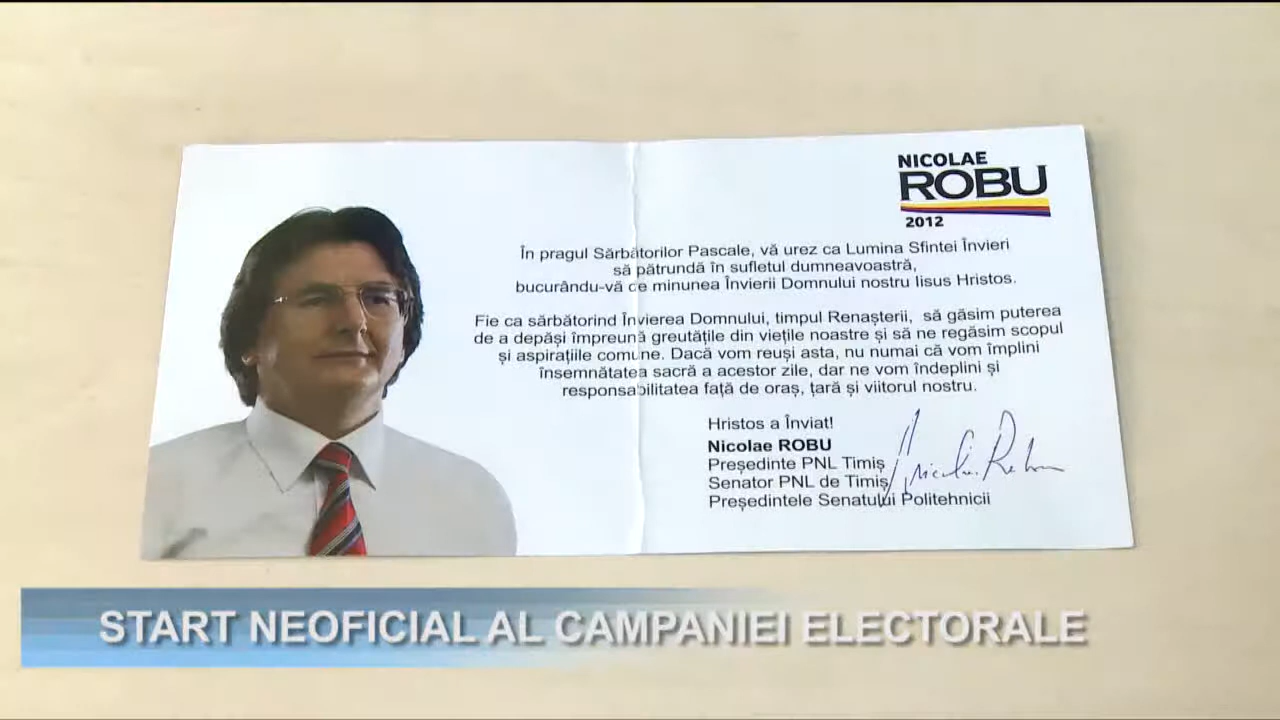 NICOLAE
ROBU
2012
În pragul Sărbătorilor Pascale, vă urez ca Lumina Sfintei Învieri
să pătrundă în sufletul dumneavoastră,
bucurându-vă de minunea Învierii Domnului nostru Iisus Hristos.
Fie ca sărbătorind Învierea Domnului, timpul Renașterii, să găsim puterea
de a depăși împreună greutățile din viețile noastre și să ne regăsim scopul
și aspirațiile comune. Dacă vom reuși asta, nu numai că vom împlini
însemnătatea sacră a acestor zile, dar ne vom îndeplini și
responsabilitatea față de oraș, țară și viitorul nostru.
Hristos a Înviat!
Nicolae ROBU
Președinte PNL Timiș
Senator PNL de Timiș
Președintele Senatului Politehnicii
Nicolae Robu
START NEOFICIAL AL CAMPANIEI ELECTORALE